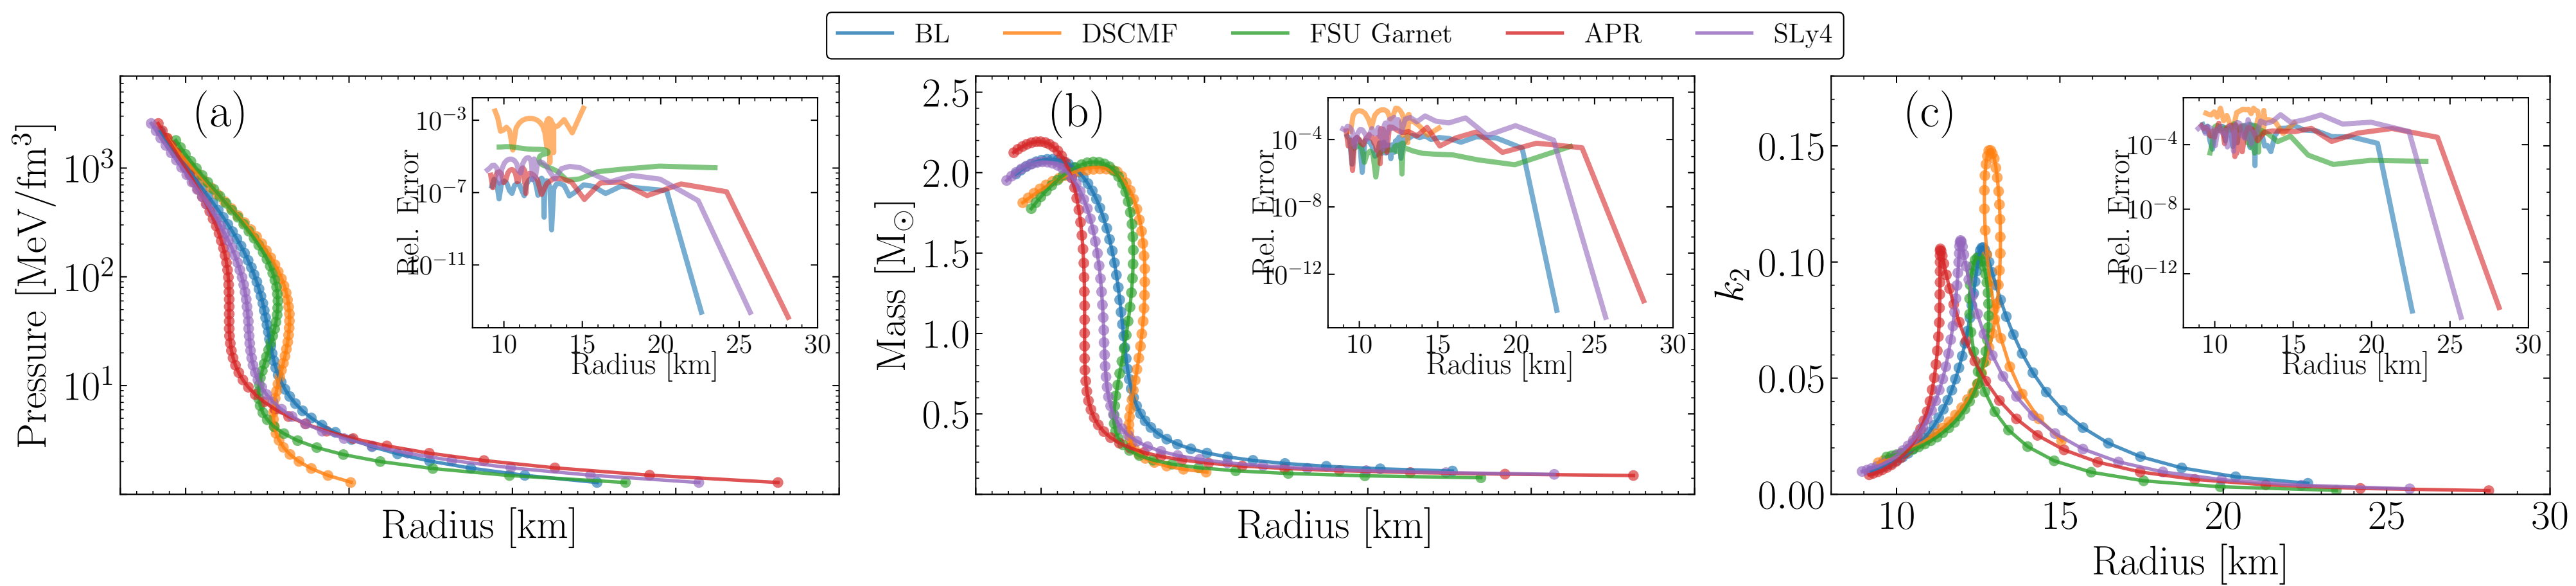 BL DSCMF FSU Garnet APR SLy4
(a)
Pressure [MeV/fm³]
10³
10²
10¹
Radius [km]
Rel. Error
10⁻³
10⁻⁷
10⁻¹¹
10 15 20 25 30
Radius [km]
(b)
Mass [M⊙]
2.5
2.0
1.5
1.0
0.5
Radius [km]
Rel. Error
10⁻⁴
10⁻⁸
10⁻¹²
10 15 20 25 30
Radius [km]
(c)
k₂
0.15
0.10
0.05
0.00
10 15 20 25 30
Radius [km]
Rel. Error
10⁻⁴
10⁻⁸
10⁻¹²
10 15 20 25 30
Radius [km]